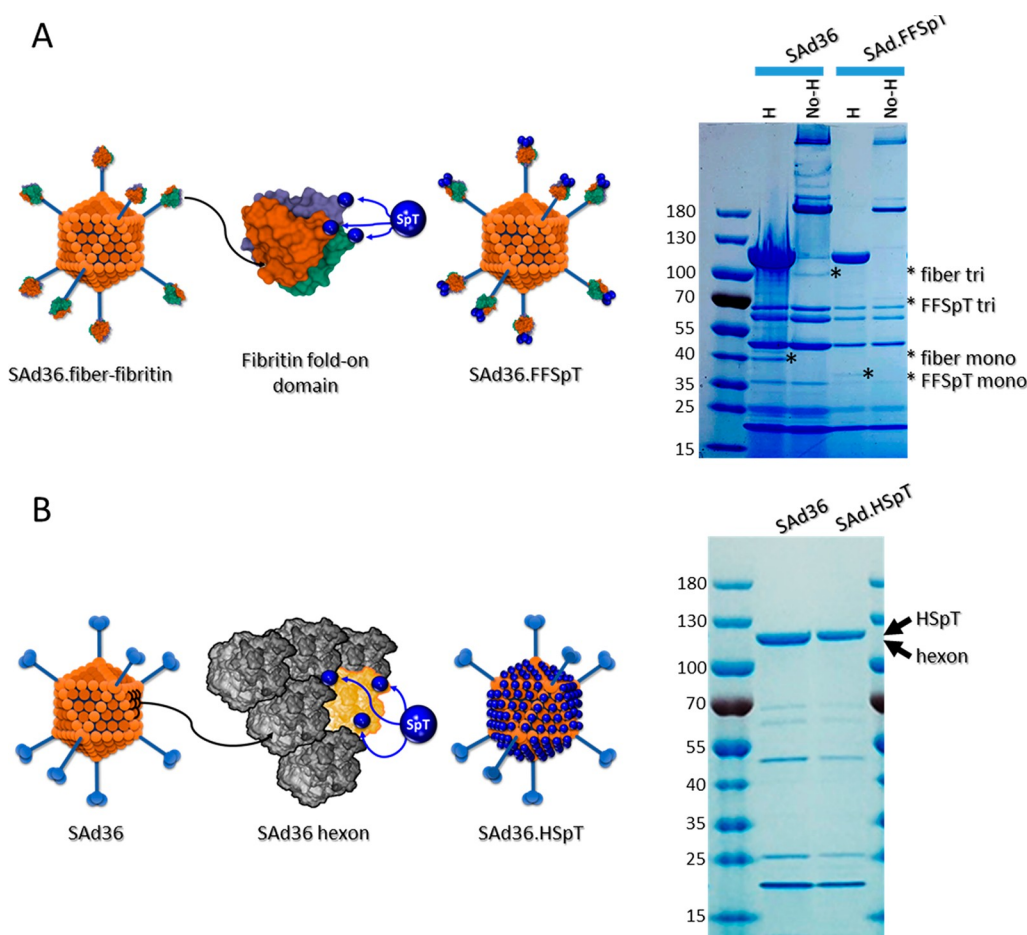 A
SAd36
SAd.FFSpT
H
No-H
H
No-H
SpT
180
130
100
70
55
40
35
25
15
*
*
*
* fiber tri
* FFSpT tri
* fiber mono
* FFSpT mono
SAd36.fiber-fibritin
Fibritin fold-on
domain
SAd36.FFSpT
B
SAd36
SAd.HSpT
SpT
180
130
100
70
55
40
35
25
15
HSpT
hexon
SAd36
SAd36 hexon
SAd36.HSpT